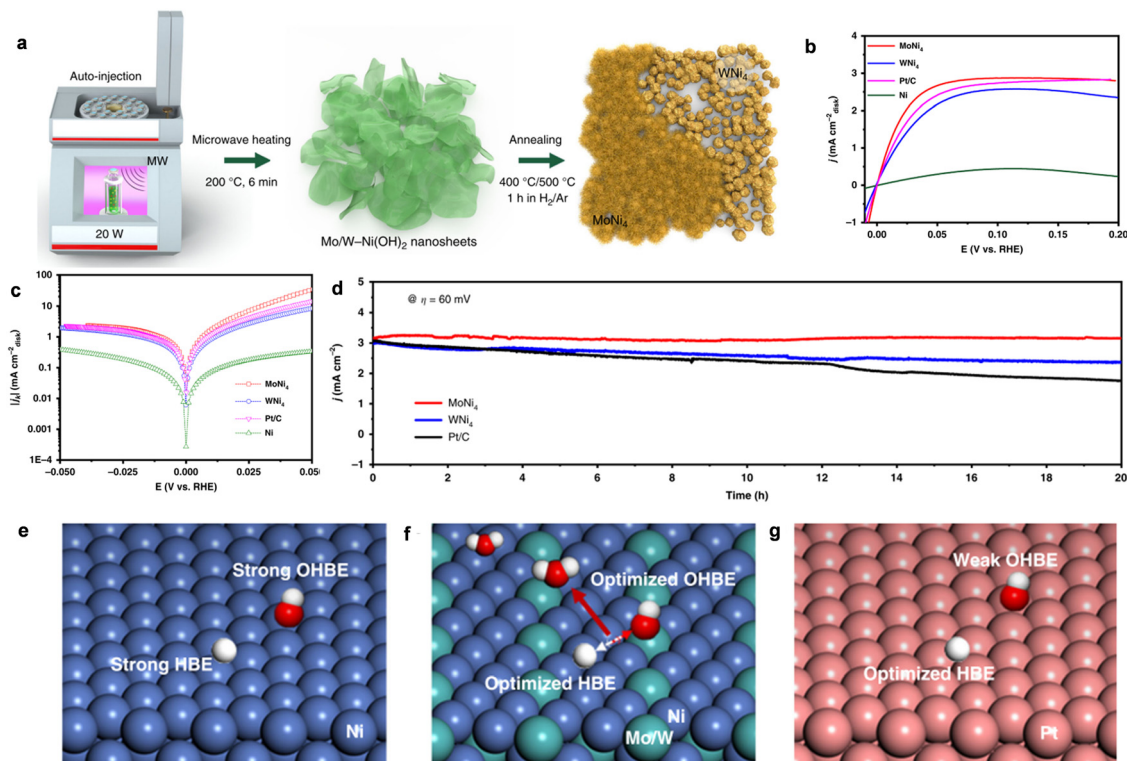 a
Auto-injection
MW
20 W
Microwave heating
200 °C, 6 min
Mo/W–Ni(OH)₂ nanosheets
Annealing
400 °C/500 °C
1 h in H₂/Ar
WNi₄
MoNi₄
b
j (mA cm⁻²disk)
4
3
2
1
0
−1
MoNi₄
WNi₄
Pt/C
Ni
0.00 0.05 0.10 0.15 0.20
E (V vs. RHE)
c
|jₖ| (mA cm⁻²disk)
100
10
1
0.1
0.01
0.001
1E−4
MoNi₄
WNi₄
Pt/C
Ni
−0.050 −0.025 0.000 0.025 0.050
E (V vs. RHE)
d
@ η = 60 mV
j (mA cm⁻²)
5
4
3
2
1
0
−1
MoNi₄
WNi₄
Pt/C
0 2 4 6 8 10 12 14 16 18 20
Time (h)
e
Strong OHBE
Strong HBE
Ni
f
Optimized OHBE
Optimized HBE
Ni
Mo/W
g
Weak OHBE
Optimized HBE
Pt